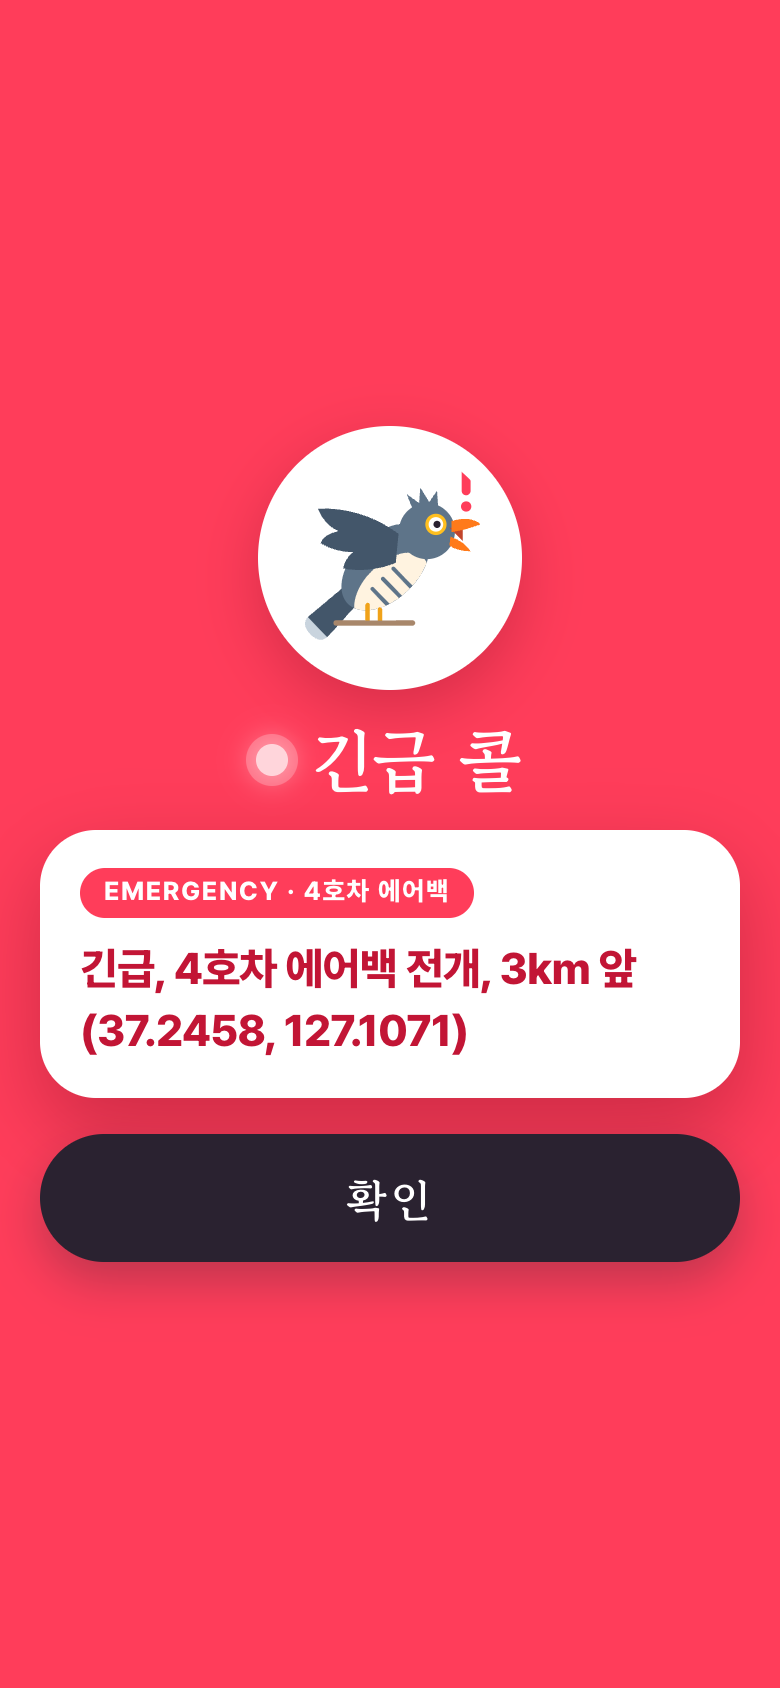 긴급 콜
EMERGENCY · 4호차 에어백
긴급, 4호차 에어백 전개, 3km 앞
(37.2458, 127.1071)
확인